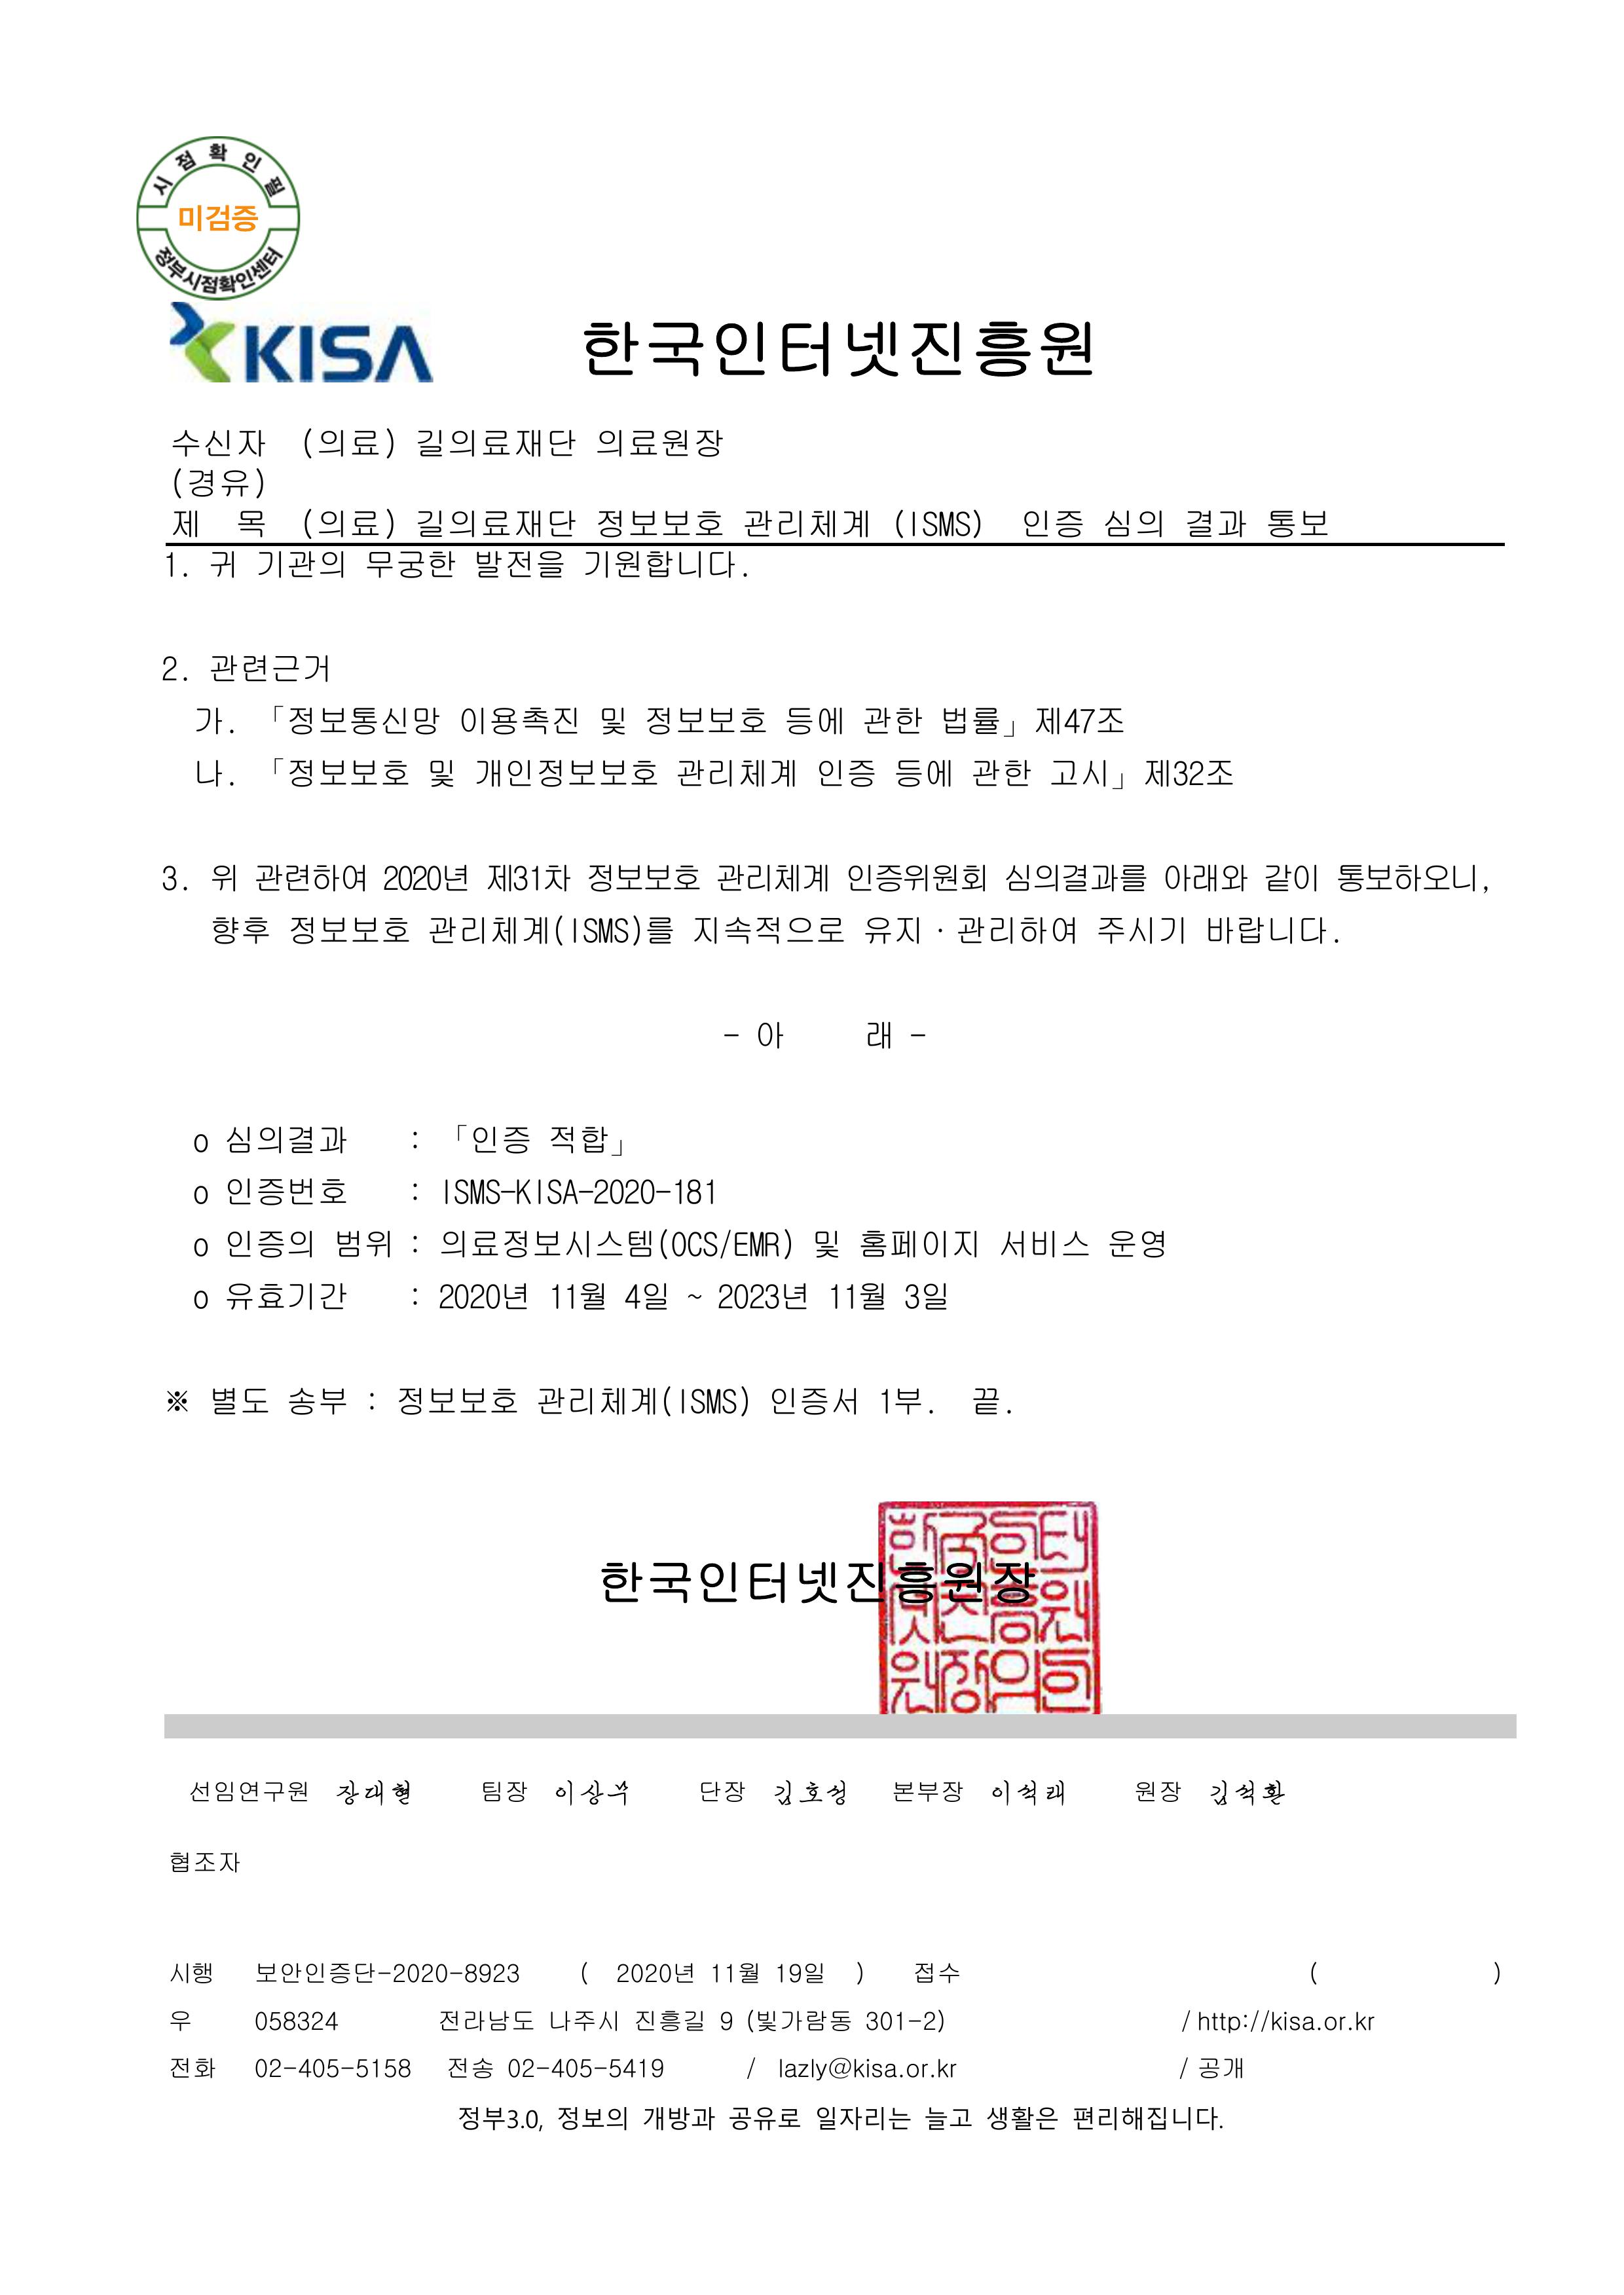 시점확인필
미검증
정부시점확인센터
KISA 한국인터넷진흥원
수신자 (의료) 길의료재단 의료원장
(경유)
제 목 (의료) 길의료재단 정보보호 관리체계 (ISMS) 인증 심의 결과 통보
1. 귀 기관의 무궁한 발전을 기원합니다.
2. 관련근거
가. 「정보통신망 이용촉진 및 정보보호 등에 관한 법률」제47조
나. 「정보보호 및 개인정보보호 관리체계 인증 등에 관한 고시」제32조
3. 위 관련하여 2020년 제31차 정보보호 관리체계 인증위원회 심의결과를 아래와 같이 통보하오니,
향후 정보보호 관리체계(ISMS)를 지속적으로 유지·관리하여 주시기 바랍니다.
- 아 래 -
o 심의결과 : 「인증 적합」
o 인증번호 : ISMS-KISA-2020-181
o 인증의 범위 : 의료정보시스템(OCS/EMR) 및 홈페이지 서비스 운영
o 유효기간 : 2020년 11월 4일 ~ 2023년 11월 3일
※ 별도 송부 : 정보보호 관리체계(ISMS) 인증서 1부. 끝.
한국인터넷진흥원장
선임연구원 장대현 팀장 이상무 단장 김호성 본부장 이석래 원장 김석환
협조자
시행 보안인증단-2020-8923 ( 2020년 11월 19일 ) 접수 ( )
우 058324 전라남도 나주시 진흥길 9 (빛가람동 301-2) / http://kisa.or.kr
전화 02-405-5158 전송 02-405-5419 / lazly@kisa.or.kr / 공개
정부3.0, 정보의 개방과 공유로 일자리는 늘고 생활은 편리해집니다.